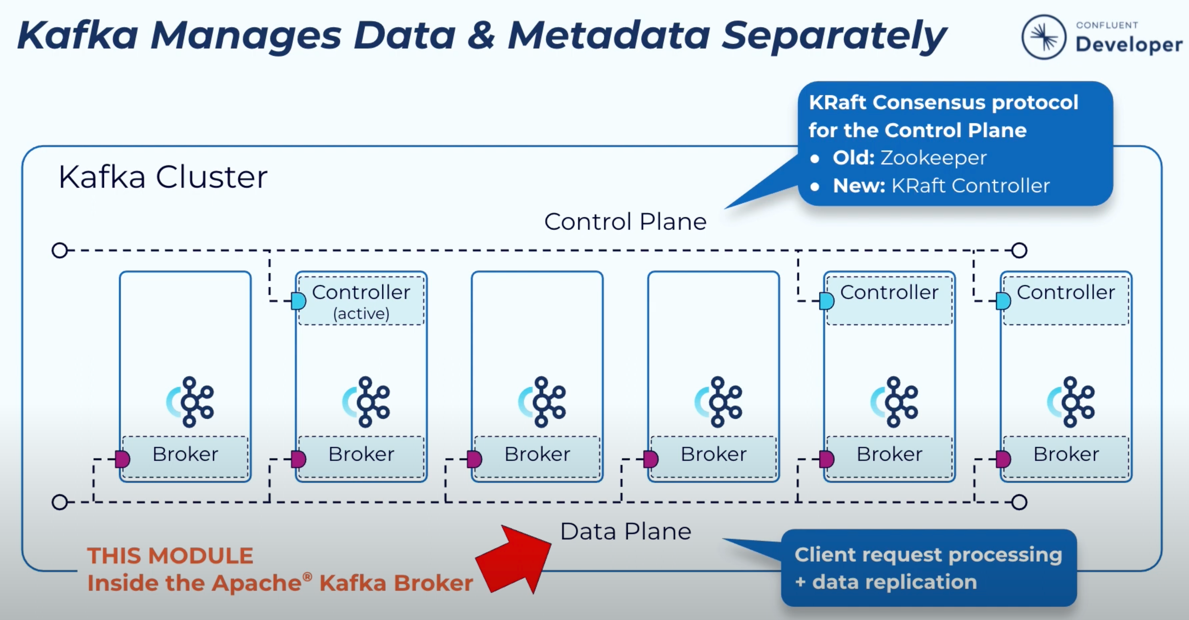 Kafka Manages Data & Metadata Separately
CONFLUENT
Developer
KRaft Consensus protocol
for the Control Plane
● Old: Zookeeper
● New: KRaft Controller
Kafka Cluster
Control Plane
Controller
(active)
Controller
Controller
Broker
Broker
Broker
Broker
Broker
Broker
Data Plane
THIS MODULE
Inside the Apache® Kafka Broker
Client request processing
+ data replication